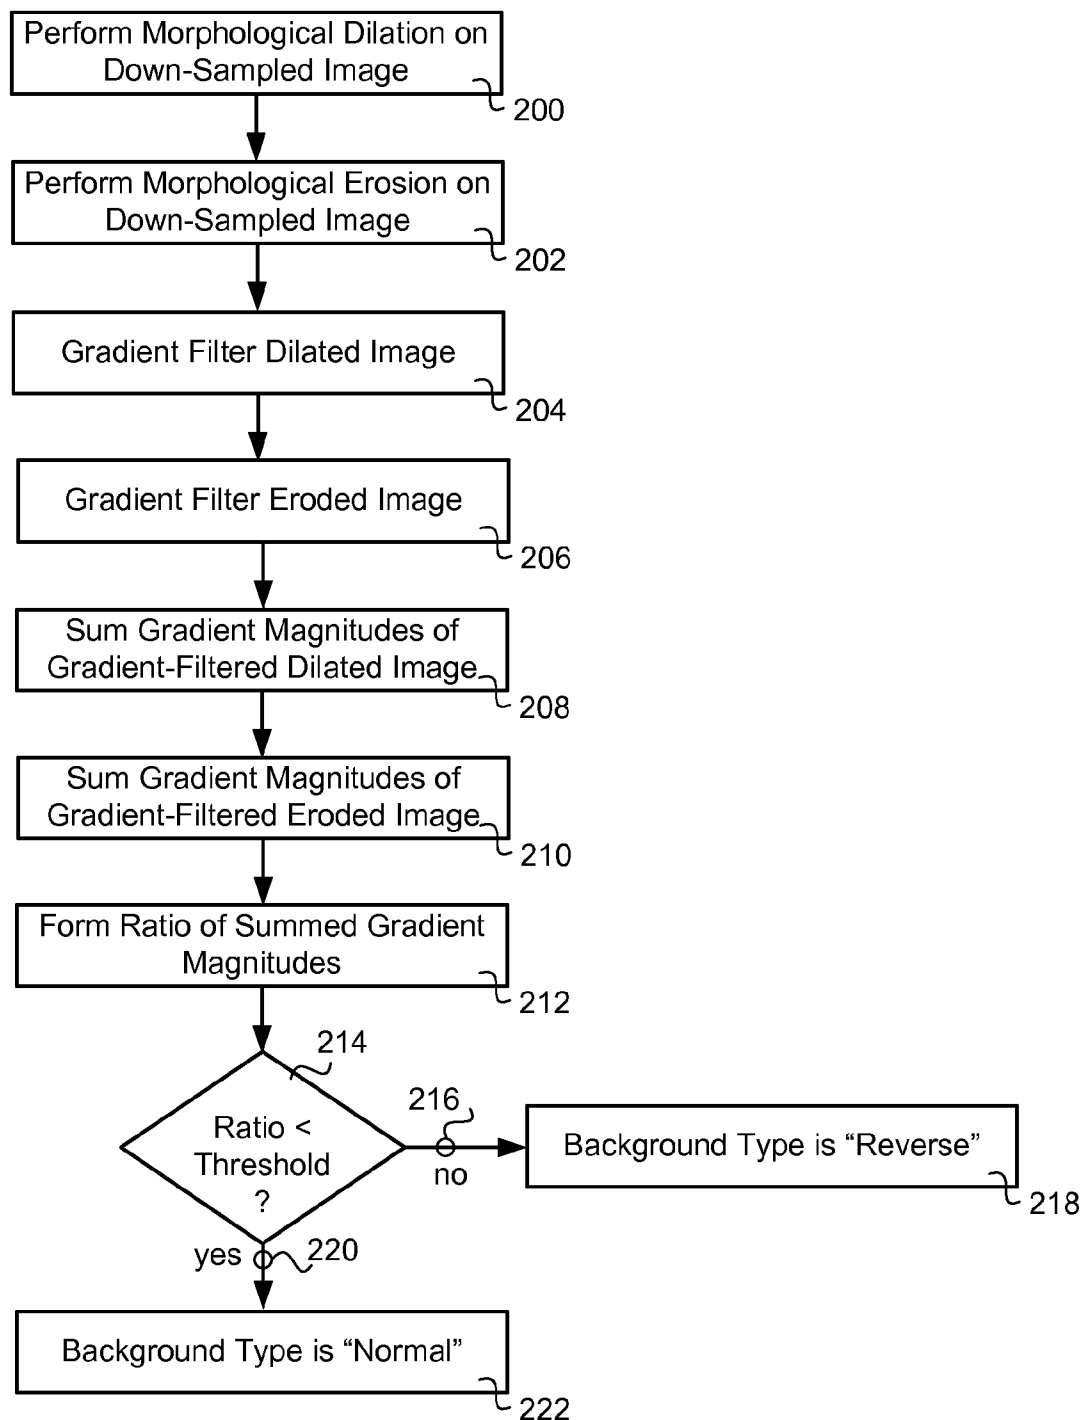 Perform Morphological Dilation on
Down-Sampled Image
200
Perform Morphological Erosion on
Down-Sampled Image
202
Gradient Filter Dilated Image
204
Gradient Filter Eroded Image
206
Sum Gradient Magnitudes of
Gradient-Filtered Dilated Image
208
Sum Gradient Magnitudes of
Gradient-Filtered Eroded Image
210
Form Ratio of Summed Gradient
Magnitudes
212
214
Ratio <
Threshold
?
216
no
Background Type is “Reverse”
218
yes
220
Background Type is “Normal”
222